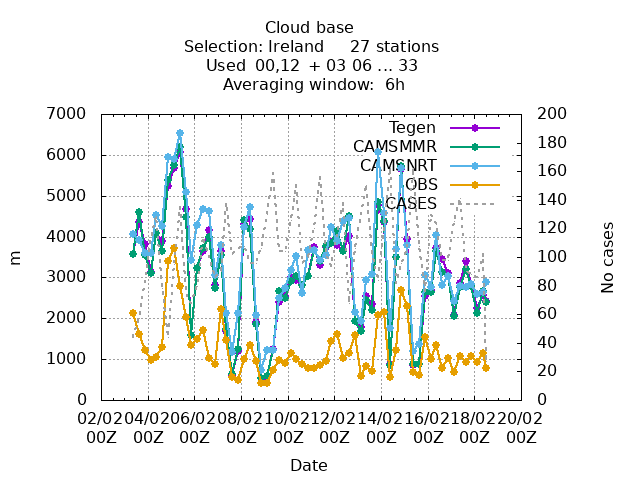 Cloud base
Selection: Ireland 27 stations
Used 00,12 + 03 06 ... 33
Averaging window: 6h
7000
6000
5000
4000
3000
2000
1000
0
m
200
180
160
140
120
100
80
60
40
20
0
No cases
Tegen
CAMSMMR
CAMSNRT
OBS
CASES
02/02 04/02 06/02 08/02 10/02 12/02 14/02 16/02 18/02 20/02
00Z 00Z 00Z 00Z 00Z 00Z 00Z 00Z 00Z 00Z
Date